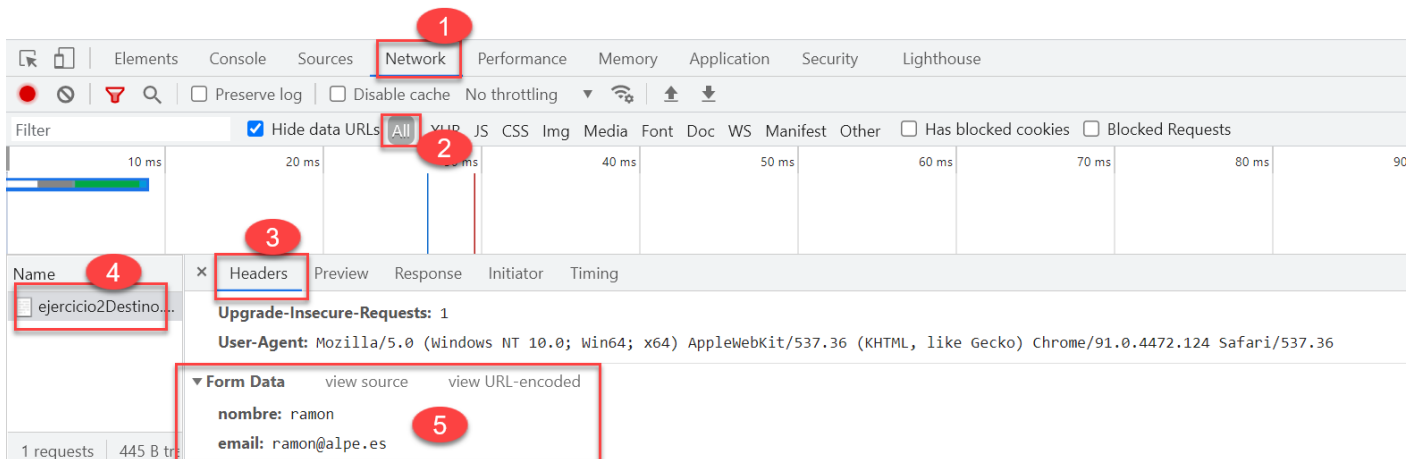 1
Elements Console Sources Network Performance Memory Application Security Lighthouse
Preserve log Disable cache No throttling
Filter Hide data URLs All XHR JS CSS Img Media Font Doc WS Manifest Other Has blocked cookies Blocked Requests
2
10 ms 20 ms ms 40 ms 50 ms 60 ms 70 ms 80 ms 90
3
Name 4 × Headers Preview Response Initiator Timing
ejercicio2Destino....
Upgrade-Insecure-Requests: 1
User-Agent: Mozilla/5.0 (Windows NT 10.0; Win64; x64) AppleWebKit/537.36 (KHTML, like Gecko) Chrome/91.0.4472.124 Safari/537.36
Form Data view source view URL-encoded
nombre: ramon
5
email: ramon@alpe.es
1 requests 445 B